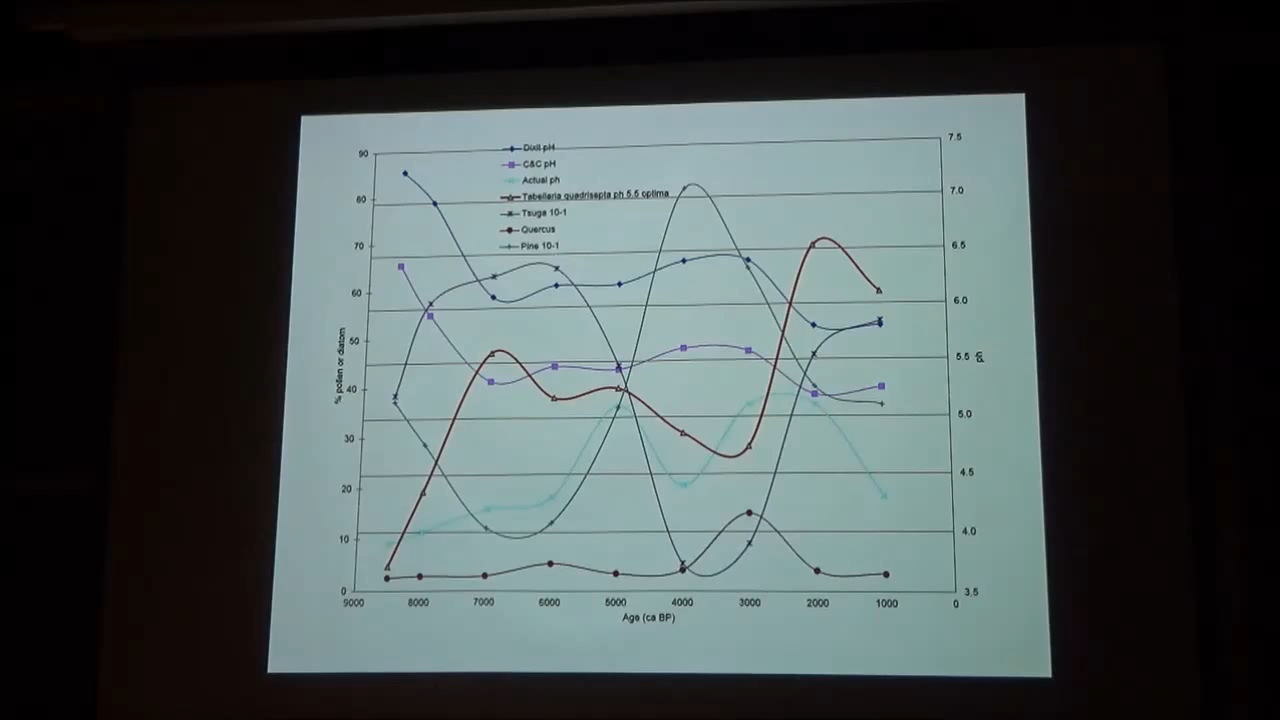 Dixit pH
C&C pH
Actual ph
Tabellaria quadrisepta ph 5.5 optima
Tsuga 10-1
Quercus
Pine 10-1
90
80
70
60
50
40
30
20
10
0
% pollen or diatom
7.5
7.0
6.5
6.0
5.5
5.0
4.5
4.0
3.5
pH
9000 8000 7000 6000 5000 4000 3000 2000 1000 0
Age (ca BP)